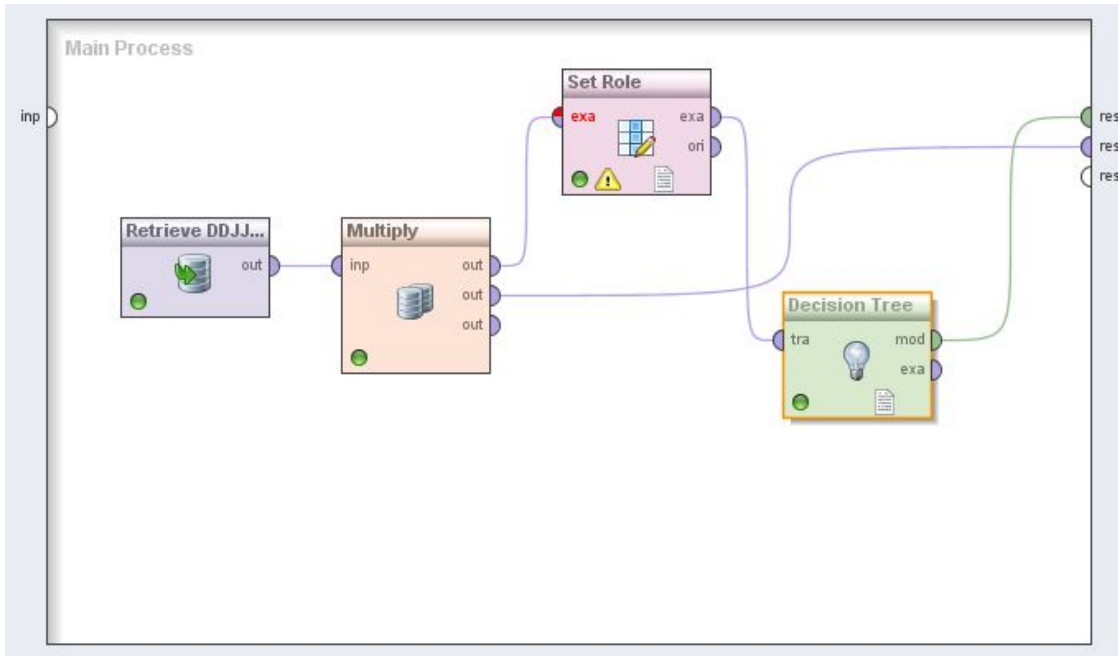 Main Process
inp
Set Role
exa
exa
ori
res
res
res
Retrieve DDJJ...
out
Multiply
inp
out
out
out
Decision Tree
tra
mod
exa